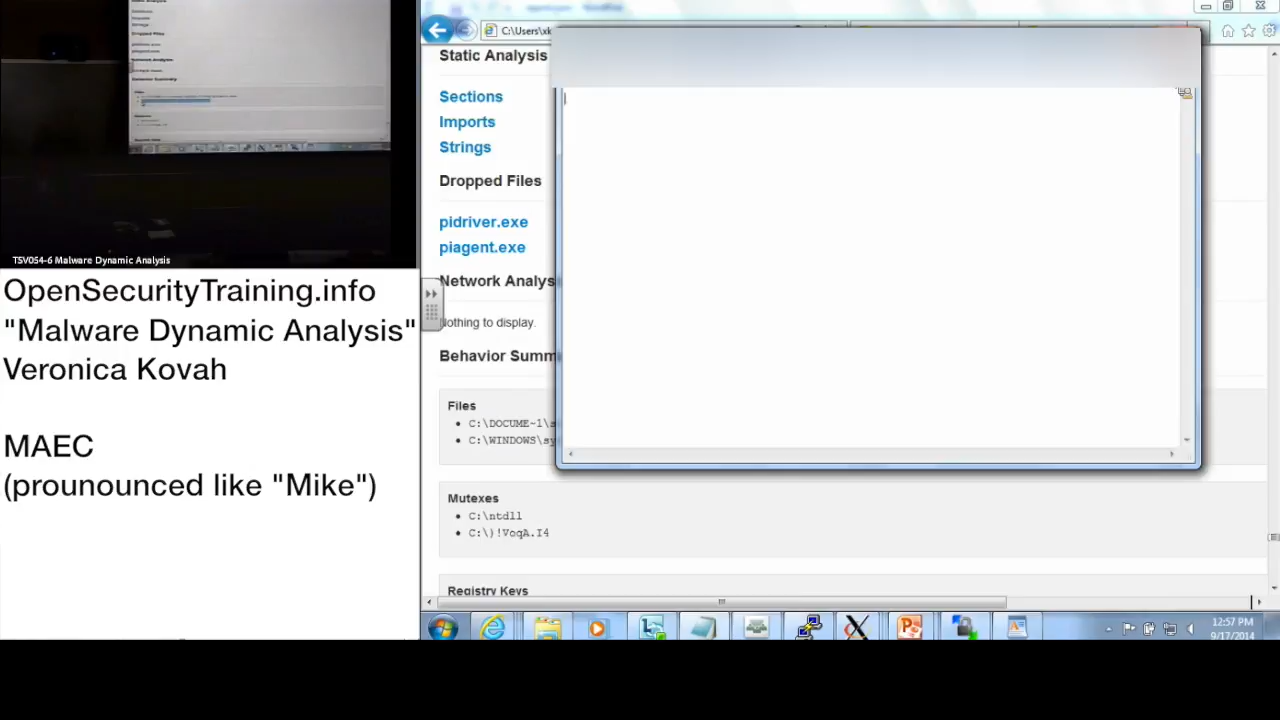 TSV054-6 Malware Dynamic Analysis
OpenSecurityTraining.info
"Malware Dynamic Analysis"
Veronica Kovah
MAEC
(prounounced like "Mike")
C:\Users\xk
Static Analysis
Sections
Imports
Strings
Dropped Files
pidriver.exe
piagent.exe
Network Analys
Nothing to display.
Behavior Summ
Files
• C:\DOCUME~1\s
• C:\WINDOWS\sy
Mutexes
• C:\ntdll
• C:\)!VoqA.I4
Registry Keys
12:57 PM
9/17/2014